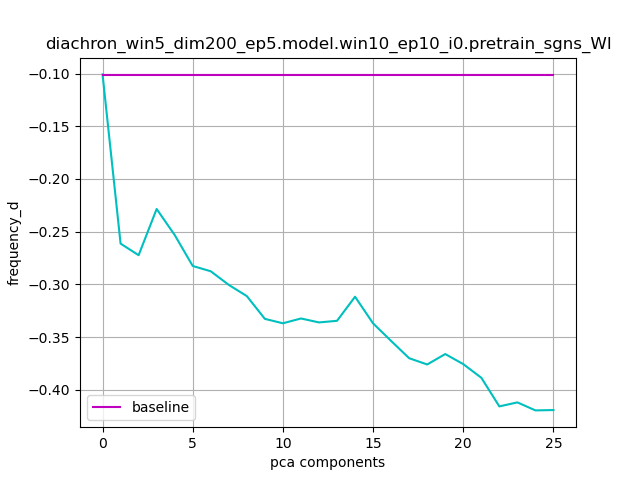 diachron_win5_dim200_ep5.model.win10_ep10_i0.pretrain_sgns_WI
−0.10
−0.15
−0.20
−0.25
−0.30
−0.35
−0.40
frequency_d
baseline
0 5 10 15 20 25
pca components